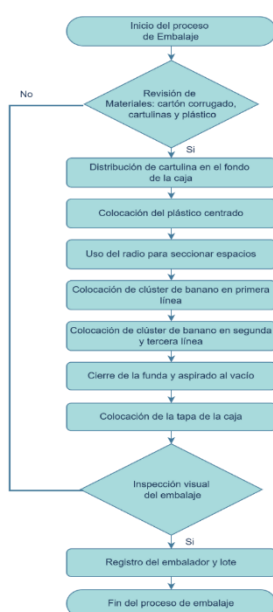 Inicio del proceso
de Embalaje
Revisión de
Materiales: cartón corrugado,
cartulinas y plástico
No
Si
Distribución de cartulina en el fondo
de la caja
Colocación del plástico centrado
Uso del radio para seccionar espacios
Colocación de clúster de banano en primera
línea
Colocación de clúster de banano en segunda
y tercera línea
Cierre de la funda y aspirado al vacío
Colocación de la tapa de la caja
Inspección visual
del embalaje
Si
Registro del embalador y lote
Fin del proceso de embalaje